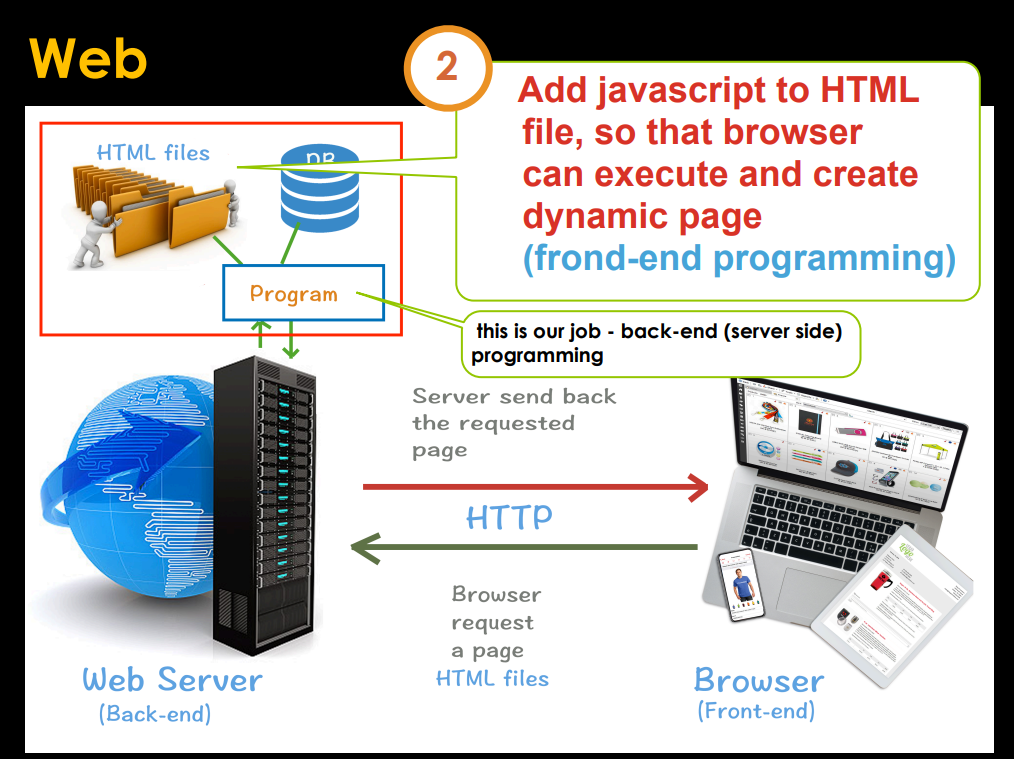 Web
2
Add javascript to HTML
file, so that browser
can execute and create
dynamic page
(frond-end programming)
HTML files
DB
Program
this is our job - back-end (server side)
programming
Server send back
the requested
page
HTTP
Browser
request
a page
HTML files
Web Server
(Back-end)
Browser
(Front-end)